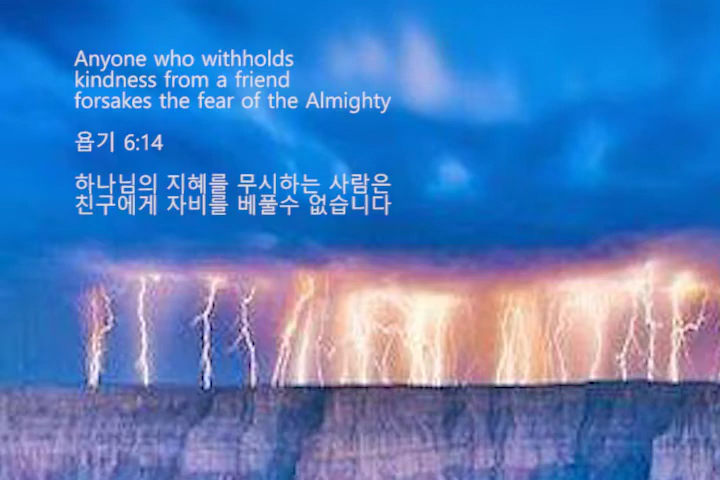 Anyone who withholds
kindness from a friend
forsakes the fear of the Almighty
욥기 6:14
하나님의 지혜를 무시하는 사람은
친구에게 자비를 베풀수 없습니다